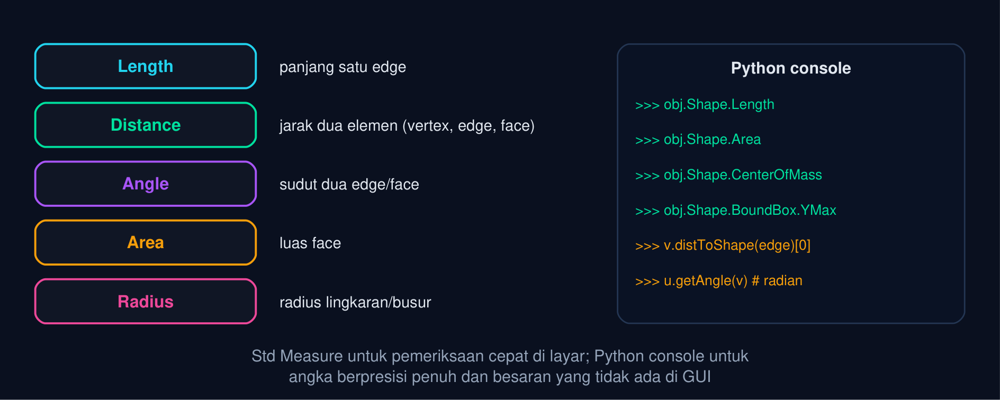 Length
panjang satu edge
Distance
jarak dua elemen (vertex, edge, face)
Angle
sudut dua edge/face
Area
luas face
Radius
radius lingkaran/busur
Python console
>>> obj.Shape.Length
>>> obj.Shape.Area
>>> obj.Shape.CenterOfMass
>>> obj.Shape.BoundBox.YMax
>>> v.distToShape(edge)[0]
>>> u.getAngle(v) # radian
Std Measure untuk pemeriksaan cepat di layar; Python console untuk
angka berpresisi penuh dan besaran yang tidak ada di GUI